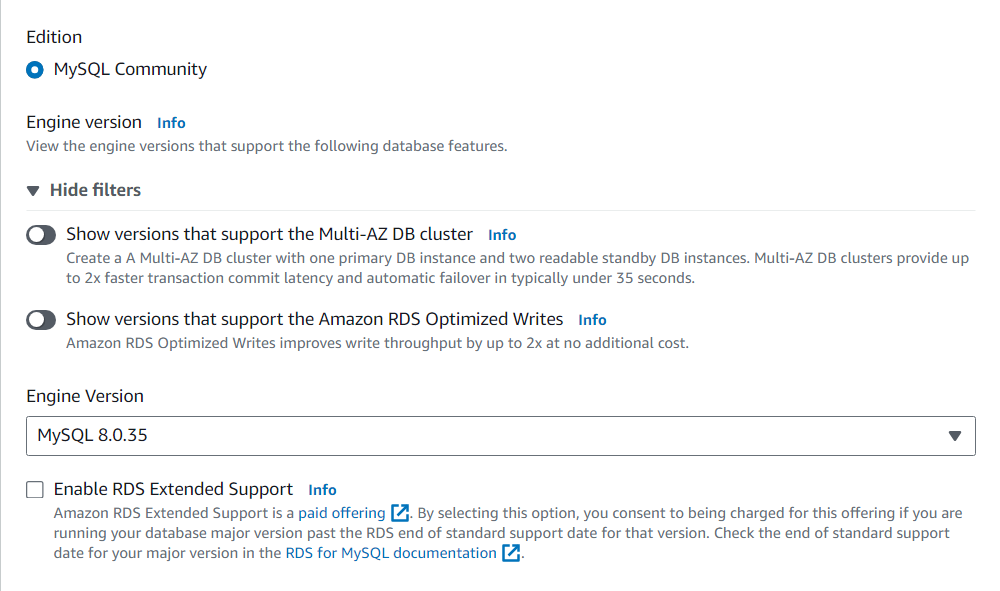 Edition
MySQL Community
Engine version Info
View the engine versions that support the following database features.
Hide filters
Show versions that support the Multi-AZ DB cluster Info
Create a A Multi-AZ DB cluster with one primary DB instance and two readable standby DB instances. Multi-AZ DB clusters provide up
to 2x faster transaction commit latency and automatic failover in typically under 35 seconds.
Show versions that support the Amazon RDS Optimized Writes Info
Amazon RDS Optimized Writes improves write throughput by up to 2x at no additional cost.
Engine Version
MySQL 8.0.35
Enable RDS Extended Support Info
Amazon RDS Extended Support is a paid offering. By selecting this option, you consent to being charged for this offering if you are
running your database major version past the RDS end of standard support date for that version. Check the end of standard support
date for your major version in the RDS for MySQL documentation.